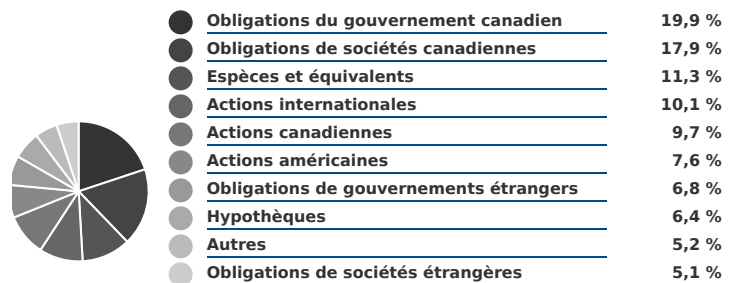 Obligations du gouvernement canadien 19,9 %
Obligations de sociétés canadiennes 17,9 %
Espèces et équivalents 11,3 %
Actions internationales 10,1 %
Actions canadiennes 9,7 %
Actions américaines 7,6 %
Obligations de gouvernements étrangers 6,8 %
Hypothèques 6,4 %
Autres 5,2 %
Obligations de sociétés étrangères 5,1 %